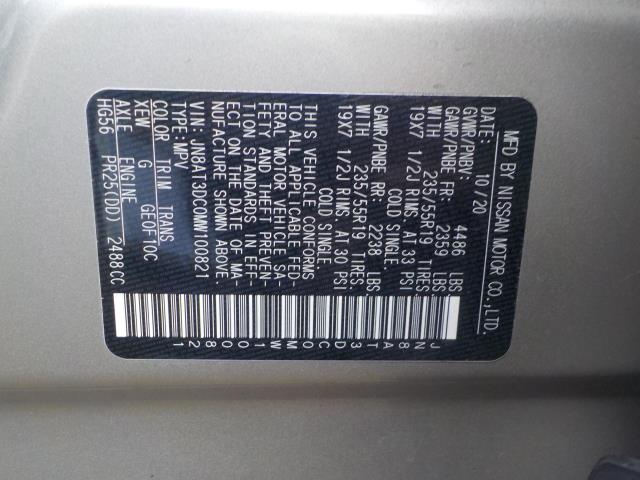 MFD BY NISSAN MOTOR CO.,LTD.
DATE: 10/20
GVWR/PNBV: 4486 LBS.
GAWR/PNBE FR: 2359 LBS.
WITH 235/55R19 TIRES,
19X7 1/2J RIMS AT 33 PSI
COLD SINGLE.
GAWR/PNBE RR: 2238 LBS.
WITH 235/55R19 TIRES,
19X7 1/2J RIMS AT 30 PSI
COLD SINGLE.
THIS VEHICLE CONFORMS
TO ALL APPLICABLE FED-
ERAL MOTOR VEHICLE SA-
FETY AND THEFT PREVEN-
TION STANDARDS IN EFF-
ECT ON THE DATE OF MA-
NUFACTURE SHOWN ABOVE.
VIN: JN8AT3DC0MW100821
TYPE: MPV
COLOR TRIM TRANS
XEW G GE0F10C
AXLE ENGINE
HG56 PR25(DD) 2488CC
JN8AT3DC0MW100821